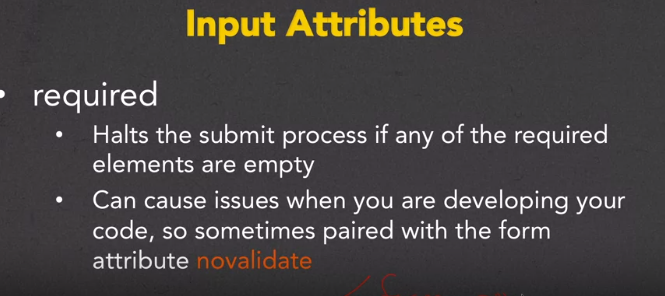 Input Attributes
• required
• Halts the submit process if any of the required
elements are empty
• Can cause issues when you are developing your
code, so sometimes paired with the form
attribute novalidate